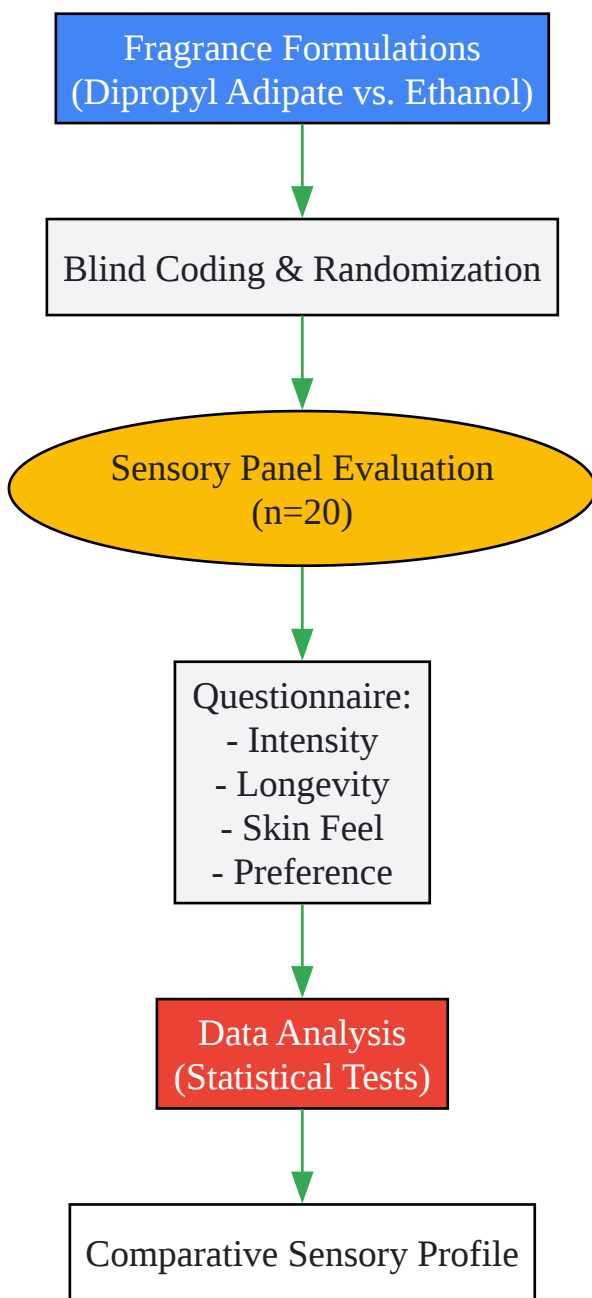 Fragrance Formulations
(Dipropyl Adipate vs. Ethanol)
Blind Coding & Randomization
Sensory Panel Evaluation
(n=20)
Questionnaire:
- Intensity
- Longevity
- Skin Feel
- Preference
Data Analysis
(Statistical Tests)
Comparative Sensory Profile